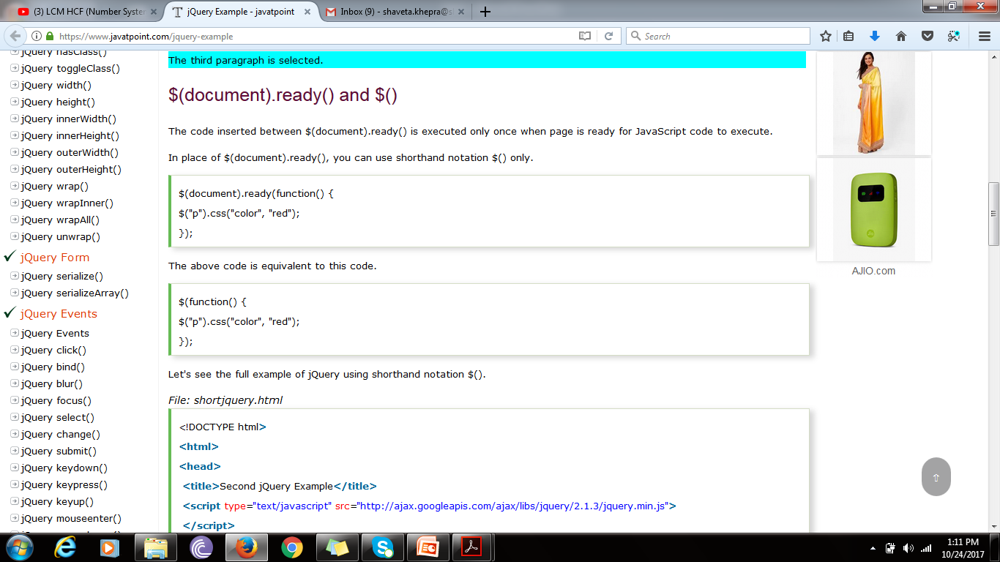 (3) LCM HCF (Number System
jQuery Example - javatpoint
Inbox (9) - shaveta.khepra@
https://www.javatpoint.com/jquery-example
Search
jQuery hasClass()
jQuery toggleClass()
jQuery width()
jQuery height()
jQuery innerWidth()
jQuery innerHeight()
jQuery outerWidth()
jQuery outerHeight()
jQuery wrap()
jQuery wrapInner()
jQuery wrapAll()
jQuery unwrap()
jQuery Form
jQuery serialize()
jQuery serializeArray()
jQuery Events
jQuery Events
jQuery click()
jQuery bind()
jQuery blur()
jQuery focus()
jQuery select()
jQuery change()
jQuery submit()
jQuery keydown()
jQuery keypress()
jQuery keyup()
jQuery mouseenter()
The third paragraph is selected.
$(document).ready() and $()
The code inserted between $(document).ready() is executed only once when page is ready for JavaScript code to execute.
In place of $(document).ready(), you can use shorthand notation $() only.
$(document).ready(function() {
$("p").css("color", "red");
});
The above code is equivalent to this code.
$(function() {
$("p").css("color", "red");
});
Let's see the full example of jQuery using shorthand notation $().
File: shortjquery.html
<!DOCTYPE html>
<html>
<head>
<title>Second jQuery Example</title>
<script type="text/javascript" src="http://ajax.googleapis.com/ajax/libs/jquery/2.1.3/jquery.min.js">
</script>
AJIO.com
1:11 PM
10/24/2017